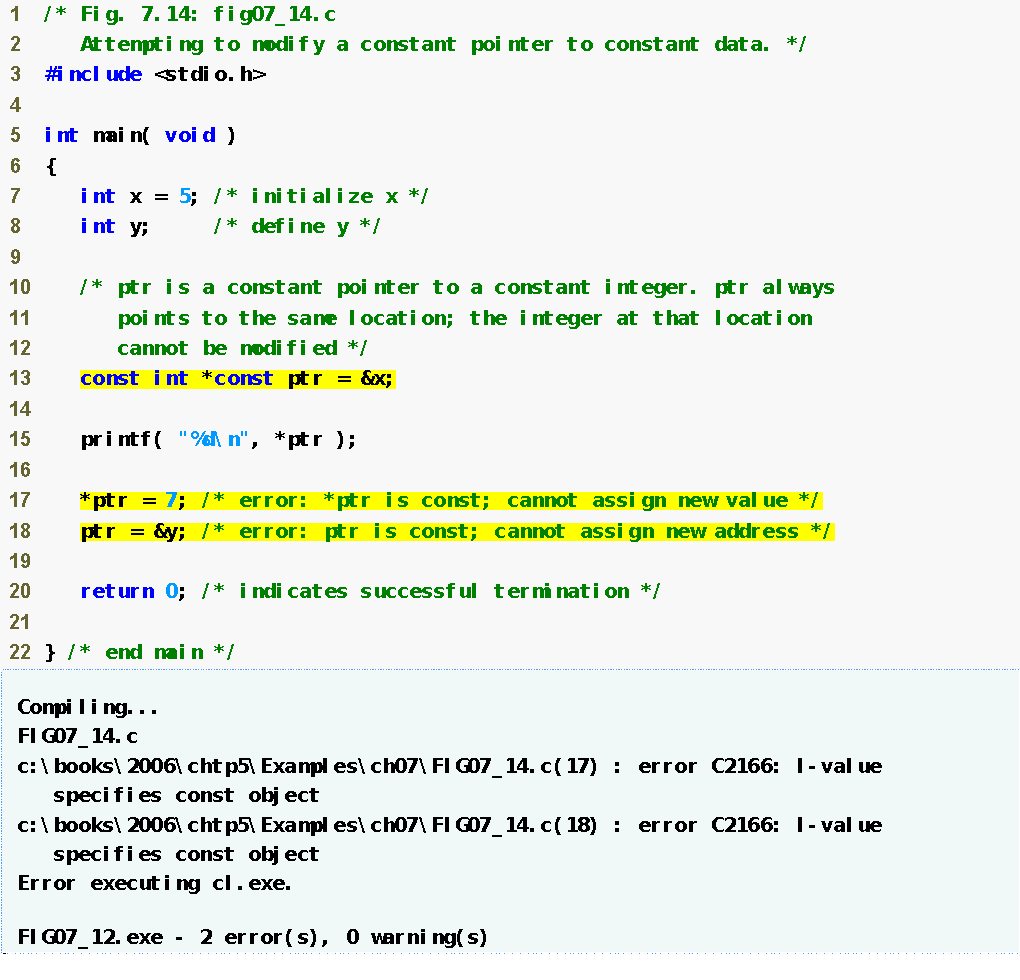 1 /* Fig. 7.14: fig07_14.c
2 Attempting to modify a constant pointer to constant data. */
3 #include <stdio.h>
4
5 int main( void )
6 {
7 int x = 5; /* initialize x */
8 int y; /* define y */
9
10 /* ptr is a constant pointer to a constant integer. ptr always
11 points to the same location; the integer at that location
12 cannot be modified */
13 const int *const ptr = &x;
14
15 printf( "%d\n", *ptr );
16
17 *ptr = 7; /* error: *ptr is const; cannot assign new value */
18 ptr = &y; /* error: ptr is const; cannot assign new address */
19
20 return 0; /* indicates successful termination */
21
22 } /* end main */
Compiling...
FIG07_14.c
c:\books\2006\chtp5\Examples\ch07\FIG07_14.c(17) : error C2166: l-value
specifies const object
c:\books\2006\chtp5\Examples\ch07\FIG07_14.c(18) : error C2166: l-value
specifies const object
Error executing cl.exe.
FIG07_12.exe - 2 error(s), 0 warning(s)